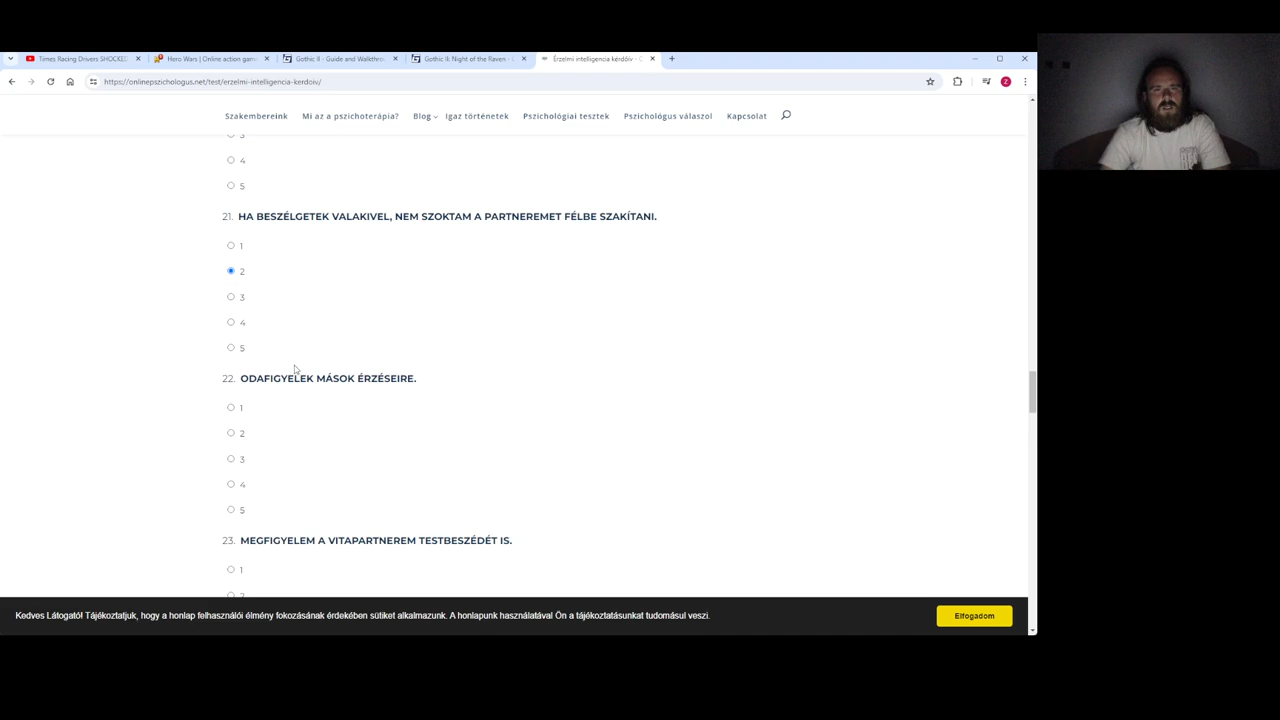 Times Racing Drivers SHOCKED
Hero Wars | Online action gam
Gothic II - Guide and Walkthro
Gothic II: Night of the Raven -
Érzelmi intelligencia kérdőív -
https://onlinepszichologus.net/test/erzelmi-intelligencia-kerdoiv/
Z
Szakembereink
Mi az a pszichoterápia?
Blog
Igaz történetek
Pszichológiai tesztek
Pszichológus válaszol
Kapcsolat
3
4
5
21. HA BESZÉLGETEK VALAKIVEL, NEM SZOKTAM A PARTNEREMET FÉLBE SZAKÍTANI.
1
2
3
4
5
22. ODAFIGYELEK MÁSOK ÉRZÉSEIRE.
1
2
3
4
5
23. MEGFIGYELEM A VITAPARTNEREM TESTBESZÉDÉT IS.
1
2
Kedves Látogató! Tájékoztatjuk, hogy a honlap felhasználói élmény fokozásának érdekében sütiket alkalmazunk. A honlapunk használatával Ön a tájékoztatásunkat tudomásul veszi.
Elfogadom